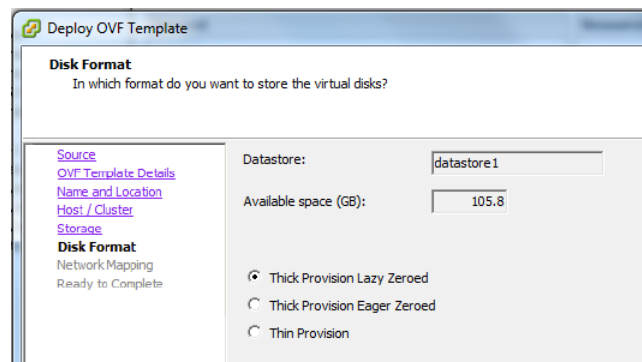 Deploy OVF Template
Disk Format
In which format do you want to store the virtual disks?
Source
OVF Template Details
Name and Location
Host / Cluster
Storage
Disk Format
Network Mapping
Ready to Complete
Datastore:
datastore1
Available space (GB):
105.8
Thick Provision Lazy Zeroed
Thick Provision Eager Zeroed
Thin Provision